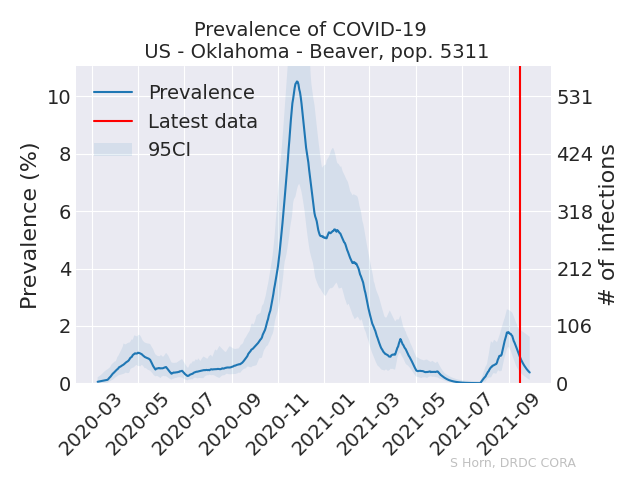 Prevalence of COVID-19
US - Oklahoma - Beaver, pop. 5311
Prevalence
Latest data
95CI
Prevalence (%)
10
8
6
4
2
0
531
424
318
212
106
0
# of infections
2020-03
2020-05
2020-07
2020-09
2020-11
2021-01
2021-03
2021-05
2021-07
2021-09
S Horn, DRDC CORA